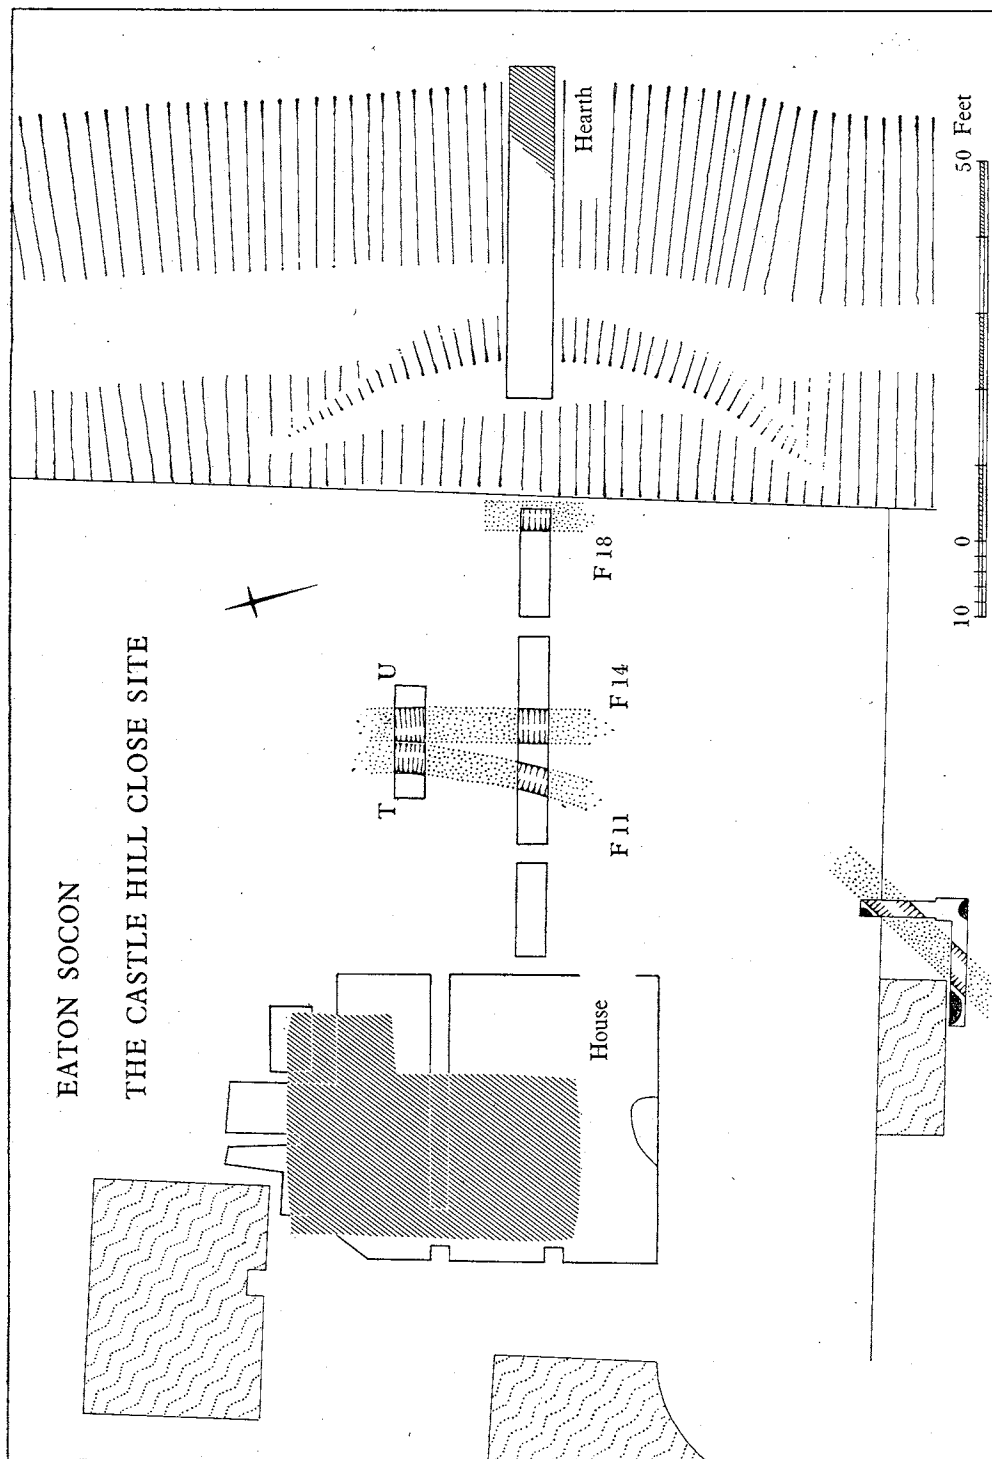 EATON SOCON
THE CASTLE HILL CLOSE SITE
House
T
U
F 11
F 14
F 18
Hearth
10
0
50 Feet